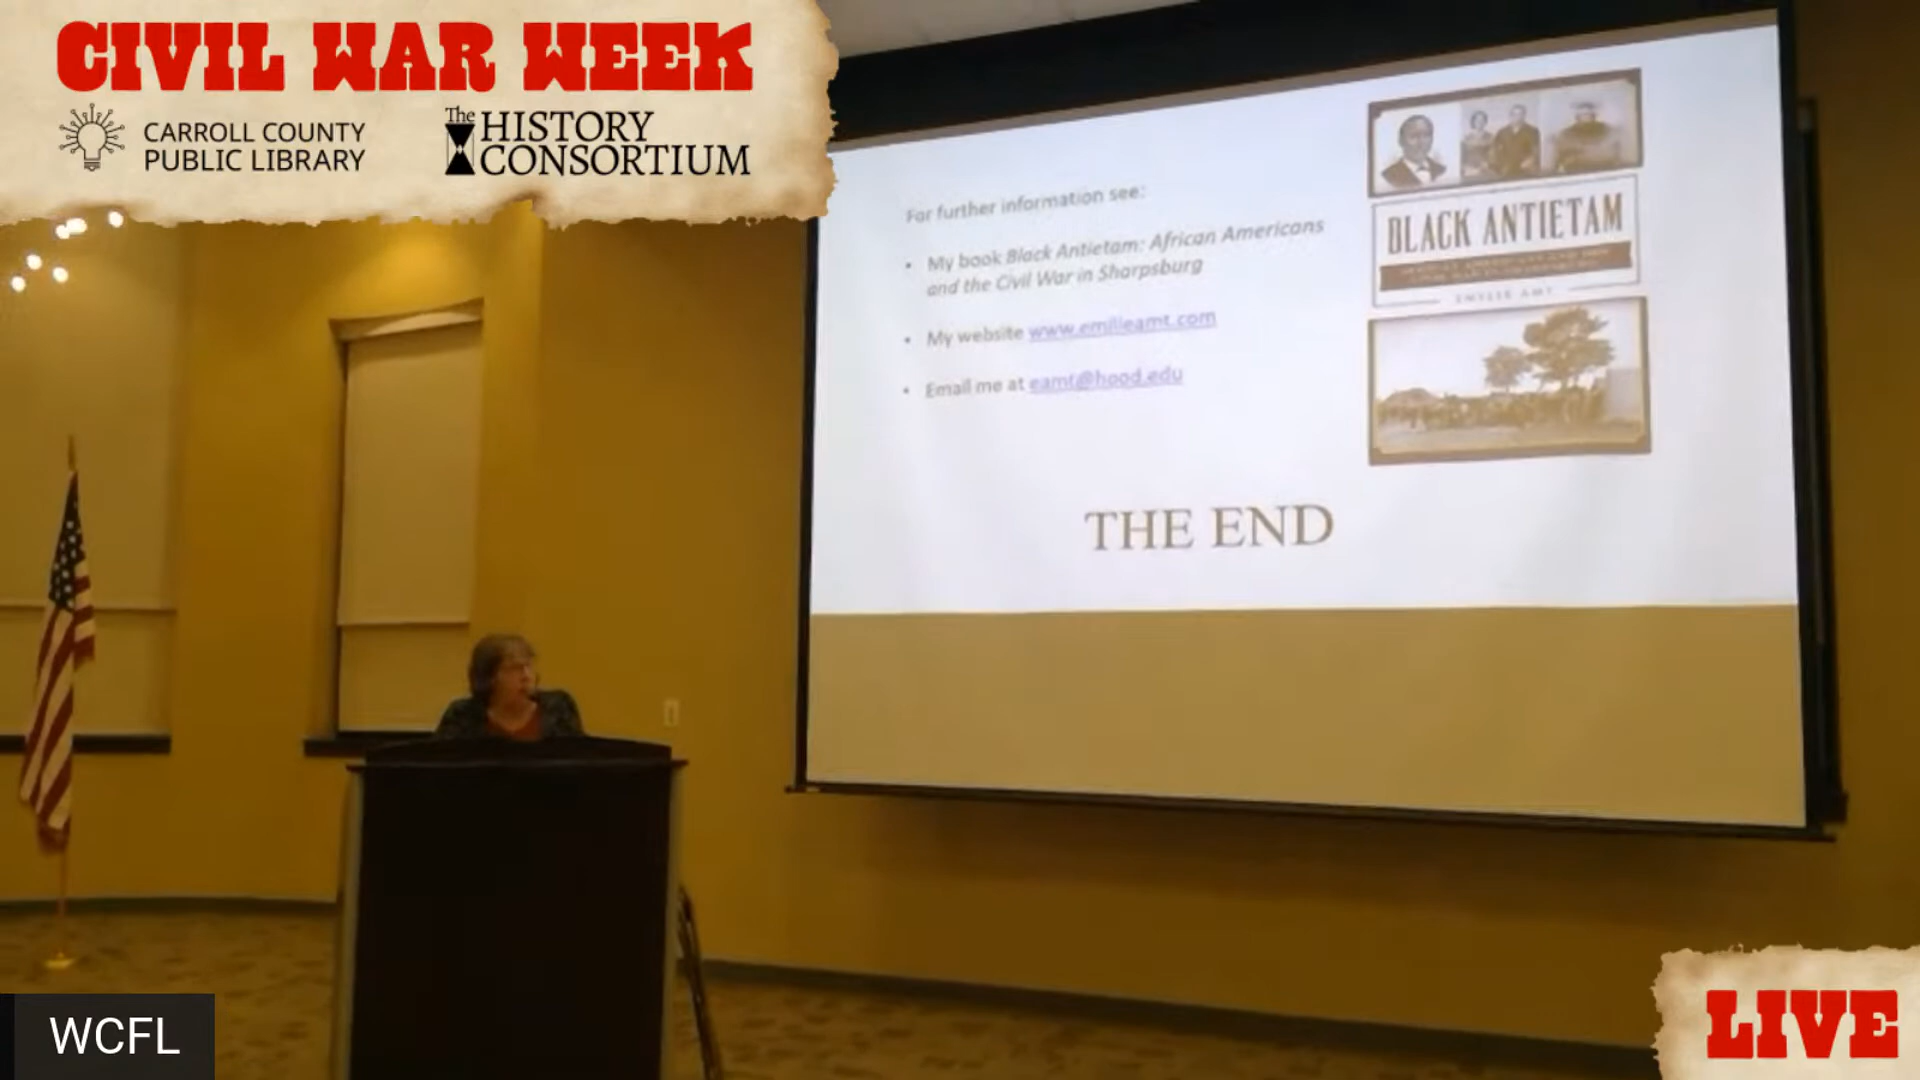 CIVIL WAR WEEK
CARROLL COUNTY
PUBLIC LIBRARY
The
HISTORY
CONSORTIUM
For further information see:
• My book Black Antietam: African Americans
and the Civil War in Sharpsburg
• My website www.emilieamt.com
• Email me at eamt@hood.edu
BLACK ANTIETAM
EMILIE AMT
THE END
WCFL
LIVE